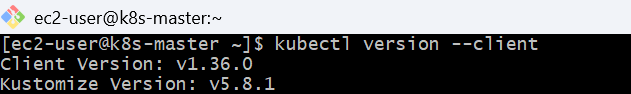 ec2-user@k8s-master:~
[ec2-user@k8s-master ~]$ kubectl version --client
Client Version: v1.36.0
Kustomize Version: v5.8.1